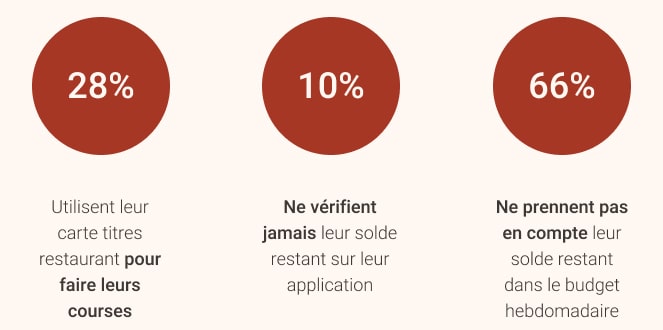 28%
10%
66%
Utilisent leur
carte titres
restaurant pour
faire leurs
courses
Ne vérifient
jamais leur solde
restant sur leur
application
Ne prennent pas
en compte leur
solde restant
dans le budget
hebdomadaire